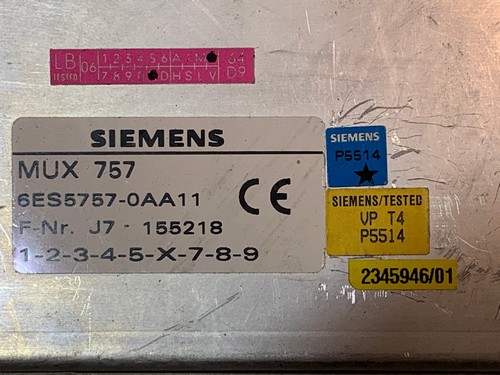 LB 06 1 2 3 4 5 6 A M 64
TESTED 7 8 9 D H S L V D9
SIEMENS
MUX 757
6ES5757-0AA11
CE
F-Nr. J7 - 155218
1-2-3-4-5-X-7-8-9
SIEMENS
P5514
SIEMENS/TESTED
VP T4
P5514
2345946/01